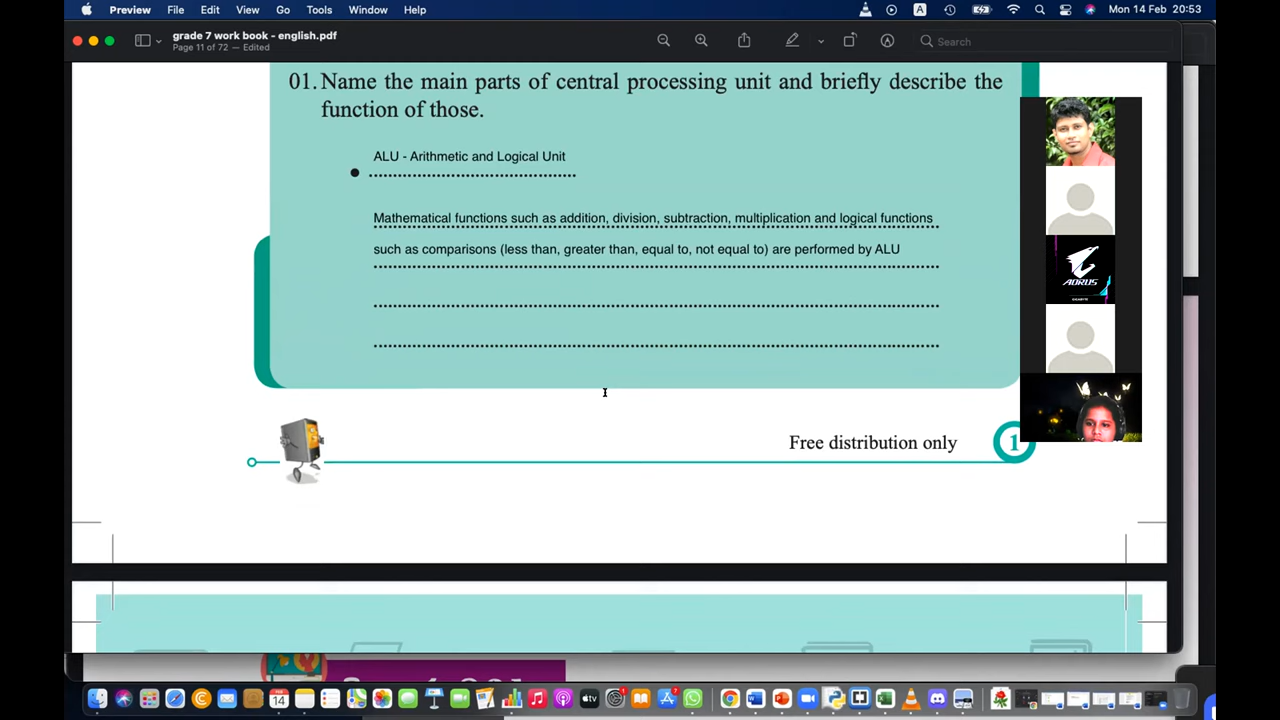 Preview File Edit View Go Tools Window Help
A
Mon 14 Feb 20:53
grade 7 work book - english.pdf
Page 11 of 72 — Edited
Search
01. Name the main parts of central processing unit and briefly describe the
function of those.
ALU - Arithmetic and Logical Unit
Mathematical functions such as addition, division, subtraction, multiplication and logical functions
such as comparisons (less than, greater than, equal to, not equal to) are performed by ALU
AORUS
Free distribution only
1